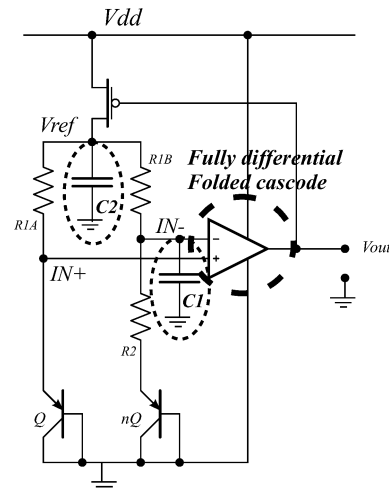 Vdd
Vref
R1B
Fully differential
Folded cascode
C2
R1A
IN-
−
IN+
+
Vout
C1
R2
Q
nQ